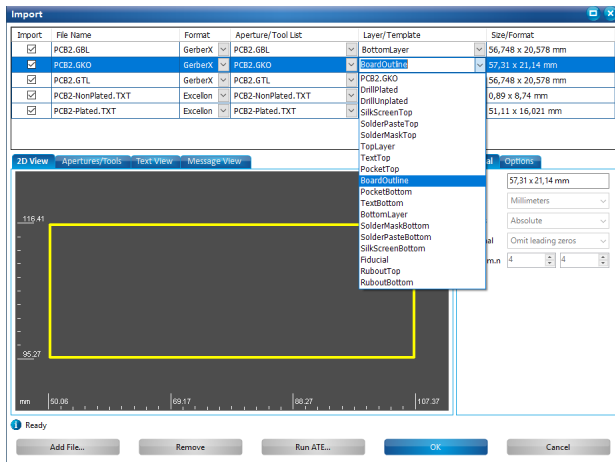 Import
Import File Name Format Aperture/Tool List Layer/Template Size/Format
PCB2.GBL GerberX PCB2.GBL BottomLayer 56,748 x 20,578 mm
PCB2.GKO GerberX PCB2.GKO BoardOutline 57,31 x 21,14 mm
PCB2.GTL GerberX PCB2.GTL 56,748 x 20,578 mm
PCB2-NonPlated.TXT Excellon PCB2-NonPlated.TXT 0,89 x 8,74 mm
PCB2-Plated.TXT Excellon PCB2-Plated.TXT 51,11 x 16,021 mm
PCB2.GKO
DrillPlated
DrillUnplated
SilkScreenTop
SolderPasteTop
SolderMaskTop
TopLayer
TextTop
PocketTop
BoardOutline
PocketBottom
TextBottom
BottomLayer
SolderMaskBottom
SolderPasteBottom
SilkScreenBottom
Fiducial
RuboutTop
RuboutBottom
2D View Apertures/Tools Text View Message View
al Options
57,31 x 21,14 mm
Millimeters
Absolute
al Omit leading zeros
m.n 4 4
116.41
95.27
mm 50.06 69.17 88.27 107.37
Ready
Add File... Remove Run ATE... OK Cancel